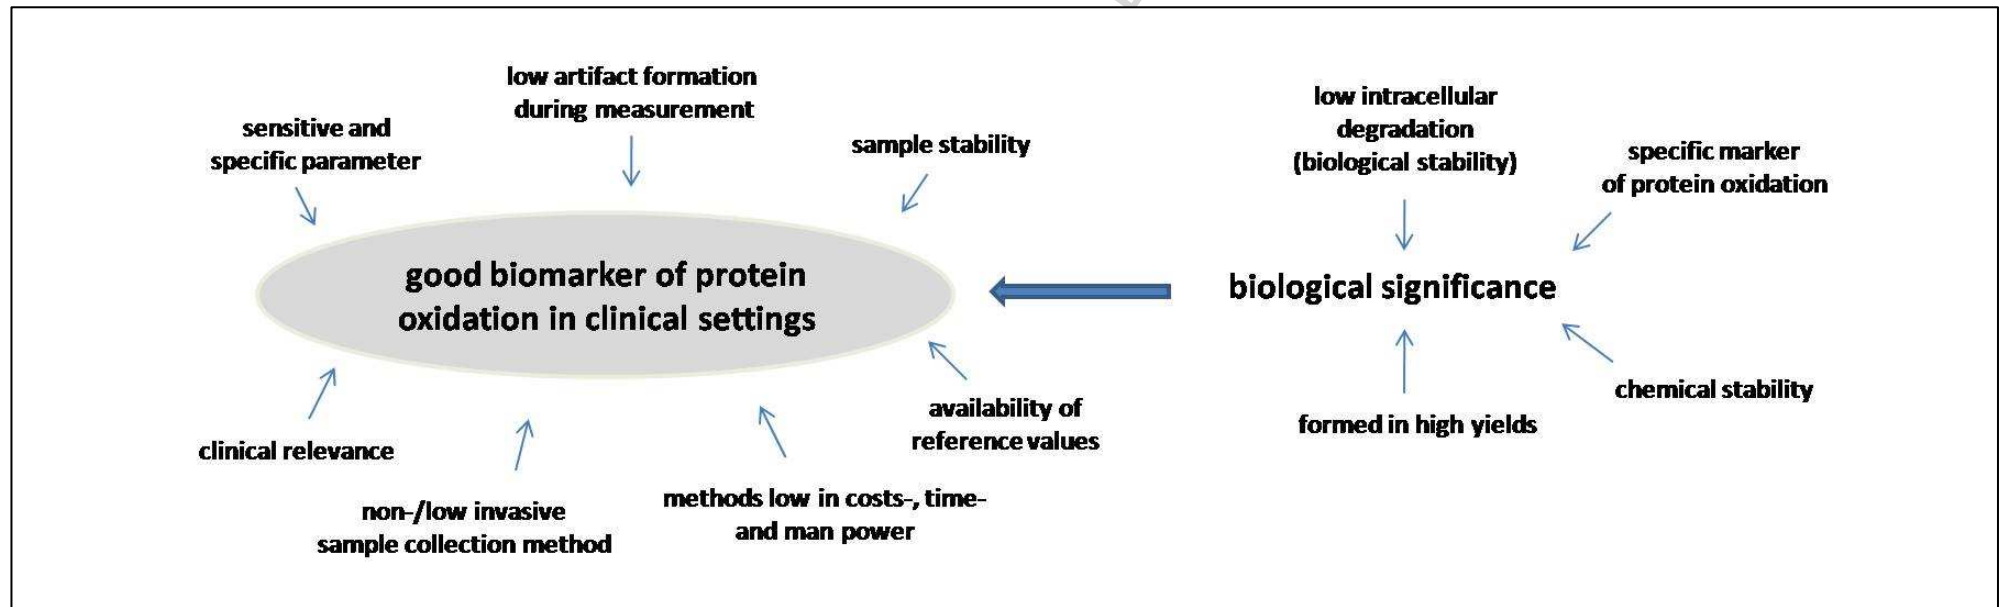 low artifact formation
during measurement
sensitive and
specific parameter
sample stability
good biomarker of protein
oxidation in clinical settings
clinical relevance
non-/low invasive
sample collection method
methods low in costs-, time-
and man power
availability of
reference values
low intracellular
degradation
(biological stability)
specific marker
of protein oxidation
biological significance
formed in high yields
chemical stability